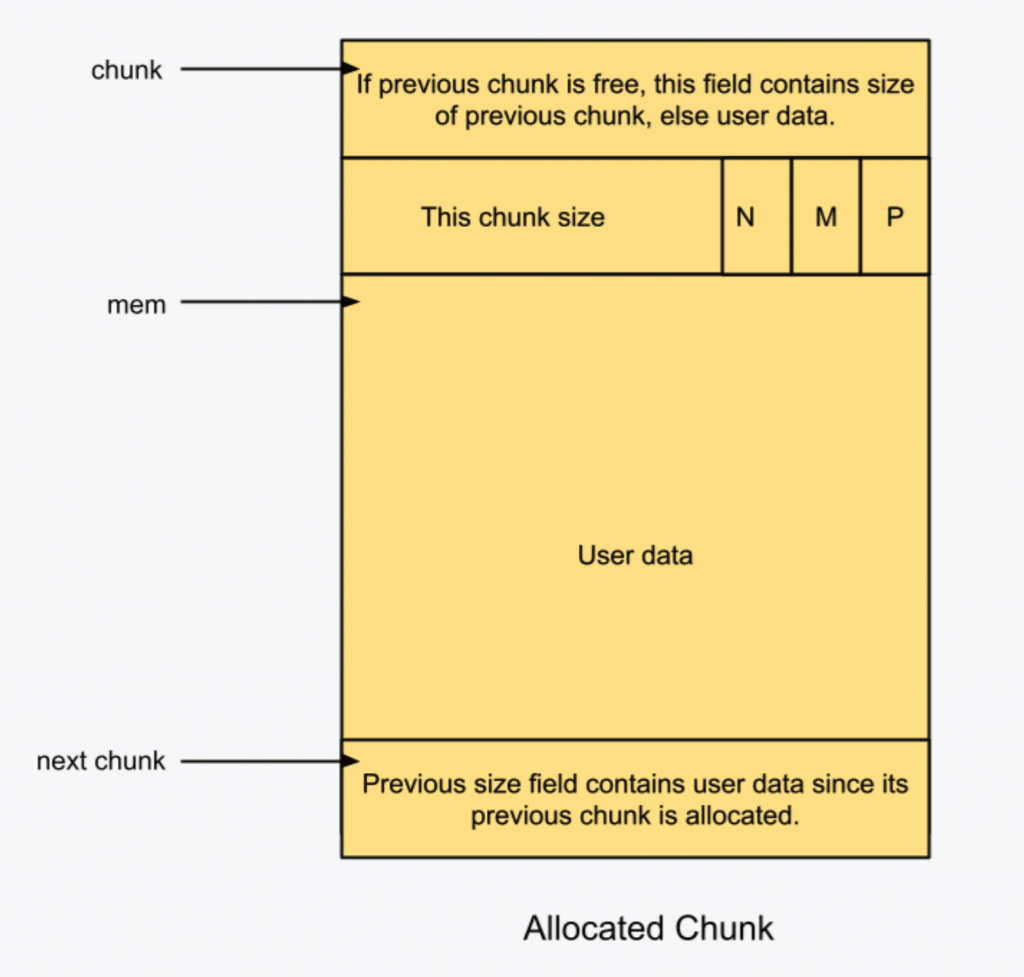 chunk
If previous chunk is free, this field contains size
of previous chunk, else user data.
This chunk size
N
M
P
mem
User data
next chunk
Previous size field contains user data since its
previous chunk is allocated.
Allocated Chunk